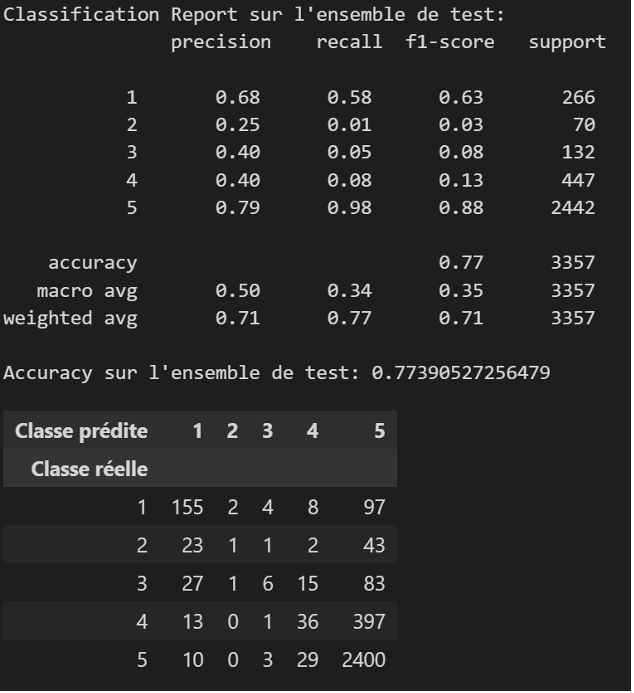 Classification Report sur l'ensemble de test:
precision recall f1-score support
1 0.68 0.58 0.63 266
2 0.25 0.01 0.03 70
3 0.40 0.05 0.08 132
4 0.40 0.08 0.13 447
5 0.79 0.98 0.88 2442
accuracy 0.77 3357
macro avg 0.50 0.34 0.35 3357
weighted avg 0.71 0.77 0.71 3357
Accuracy sur l'ensemble de test: 0.77390527256479
Classe prédite 1 2 3 4 5
Classe réelle
1 155 2 4 8 97
2 23 1 1 2 43
3 27 1 6 15 83
4 13 0 1 36 397
5 10 0 3 29 2400